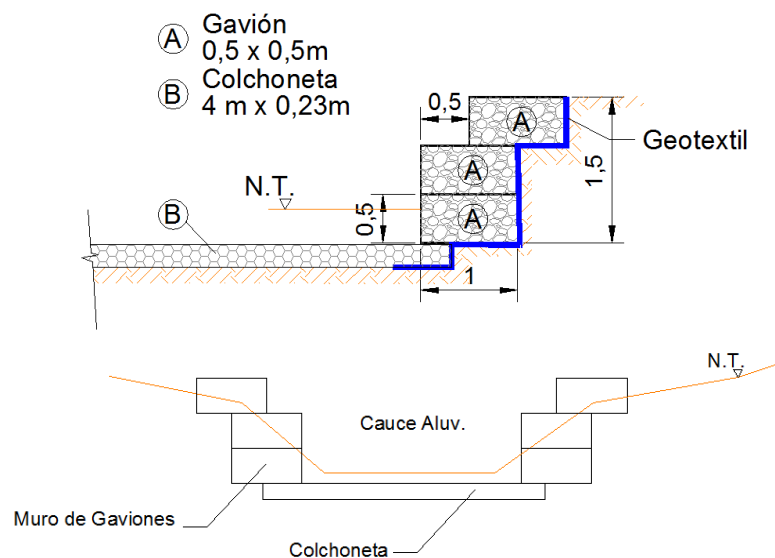 A Gavión
0,5 x 0,5m
B Colchoneta
4 m x 0,23m
0,5
A
Geotextil
A
1,5
N.T.
B
0,5
A
1
N.T.
Cauce Aluv.
Muro de Gaviones
Colchoneta